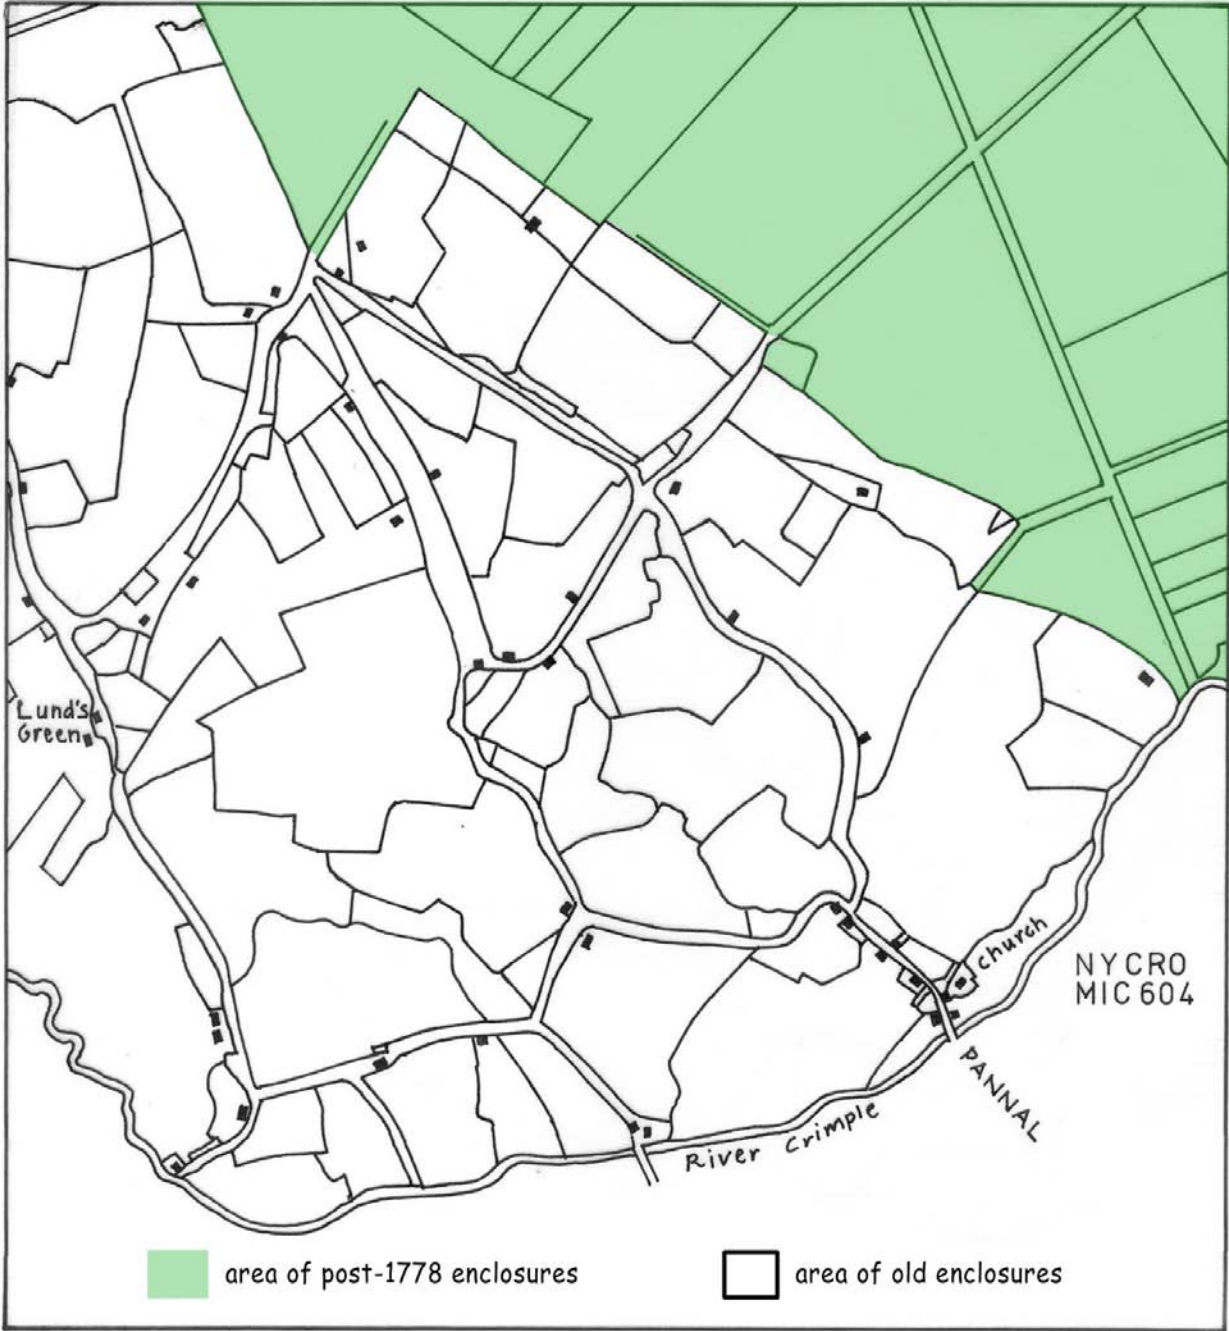 Lund's
Green
church
NYCRO
MIC 604
PANNAL
River Crimple
area of post-1778 enclosures
area of old enclosures